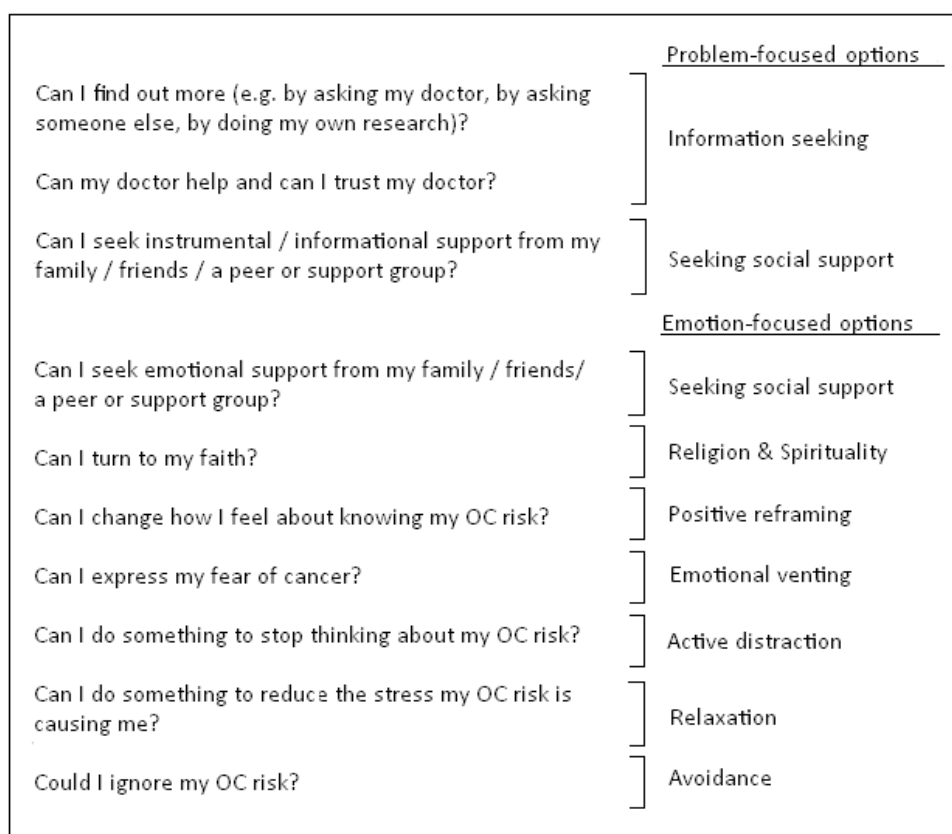 Problem-focused options
Can I find out more (e.g. by asking my doctor, by asking
someone else, by doing my own research)?
Information seeking
Can my doctor help and can I trust my doctor?
Can I seek instrumental / informational support from my
family / friends / a peer or support group?
Seeking social support
Emotion-focused options
Can I seek emotional support from my family / friends/
a peer or support group?
Seeking social support
Can I turn to my faith?
Religion & Spirituality
Can I change how I feel about knowing my OC risk?
Positive reframing
Can I express my fear of cancer?
Emotional venting
Can I do something to stop thinking about my OC risk?
Active distraction
Can I do something to reduce the stress my OC risk is
causing me?
Relaxation
Could I ignore my OC risk?
Avoidance